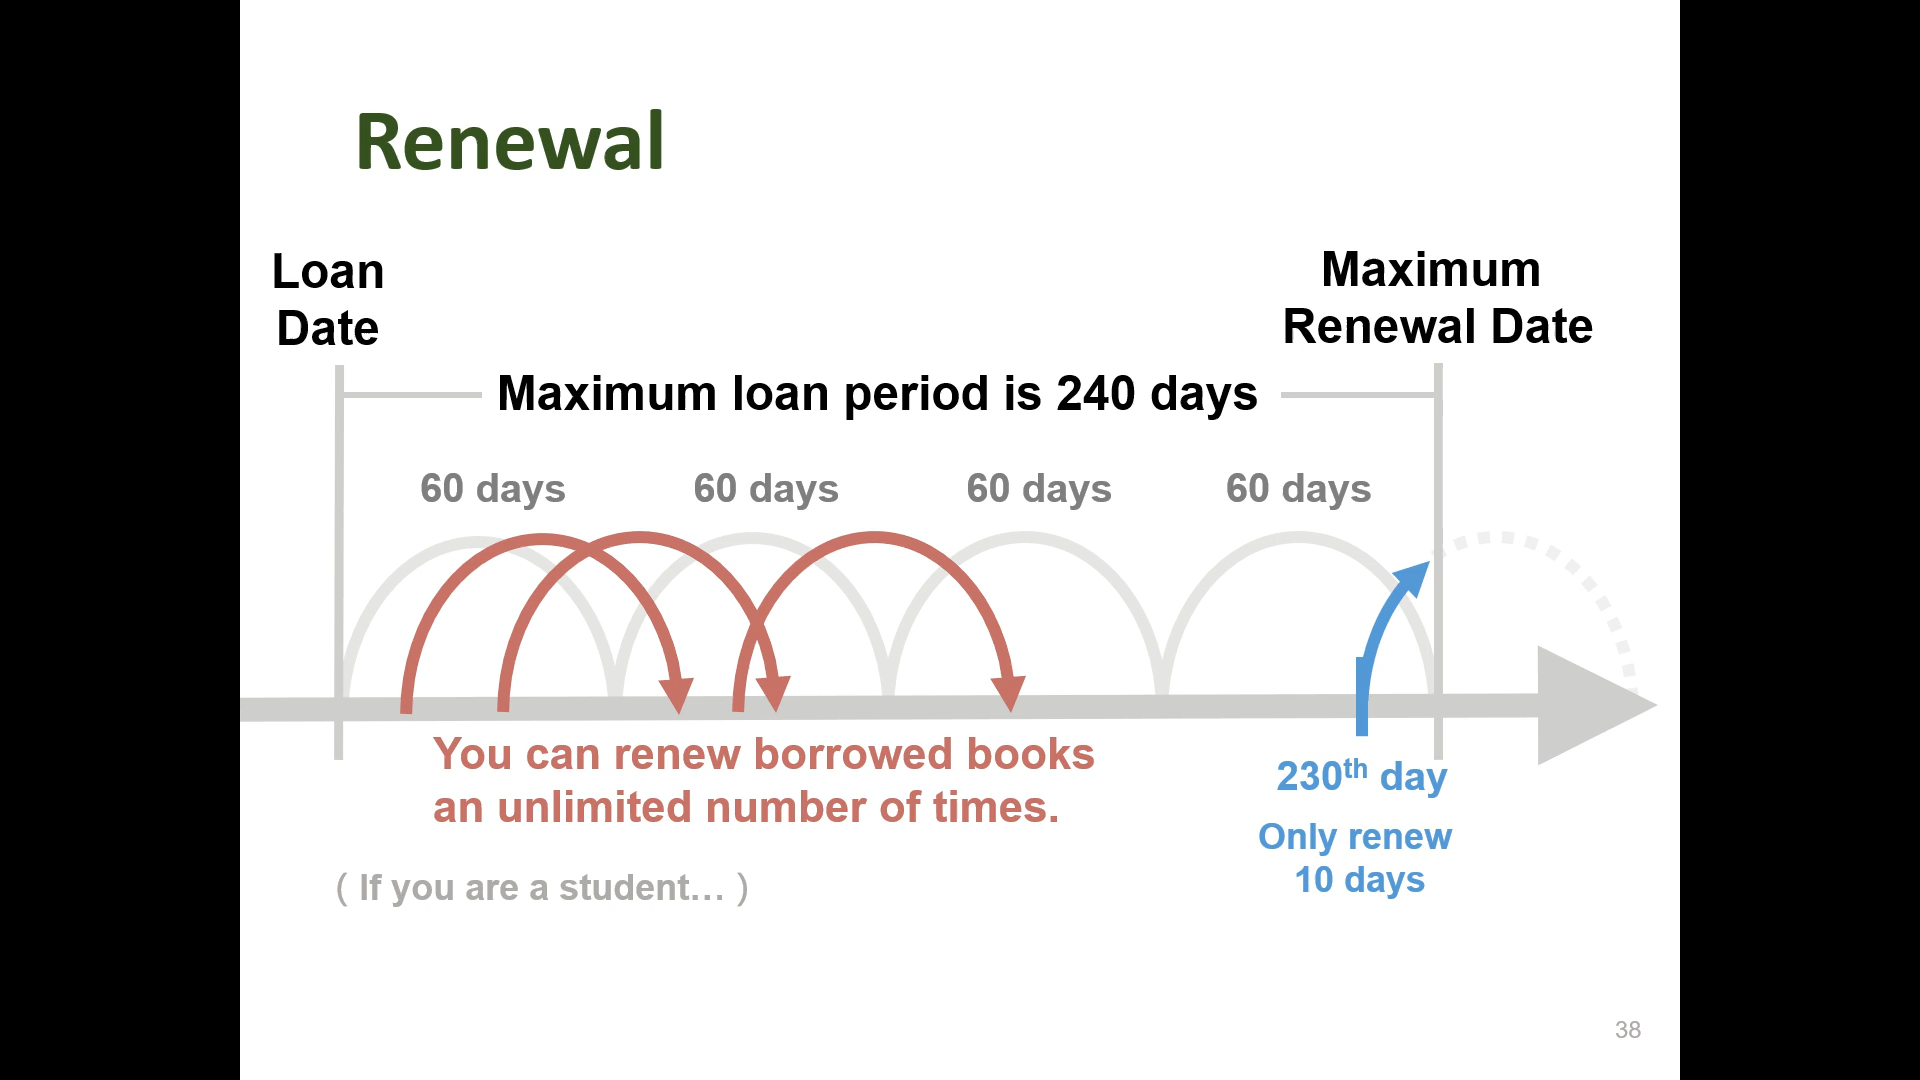 Renewal
Loan
Date
Maximum
Renewal Date
Maximum loan period is 240 days
60 days
60 days
60 days
60 days
You can renew borrowed books
an unlimited number of times.
230th day
Only renew
10 days
( If you are a student… )
38